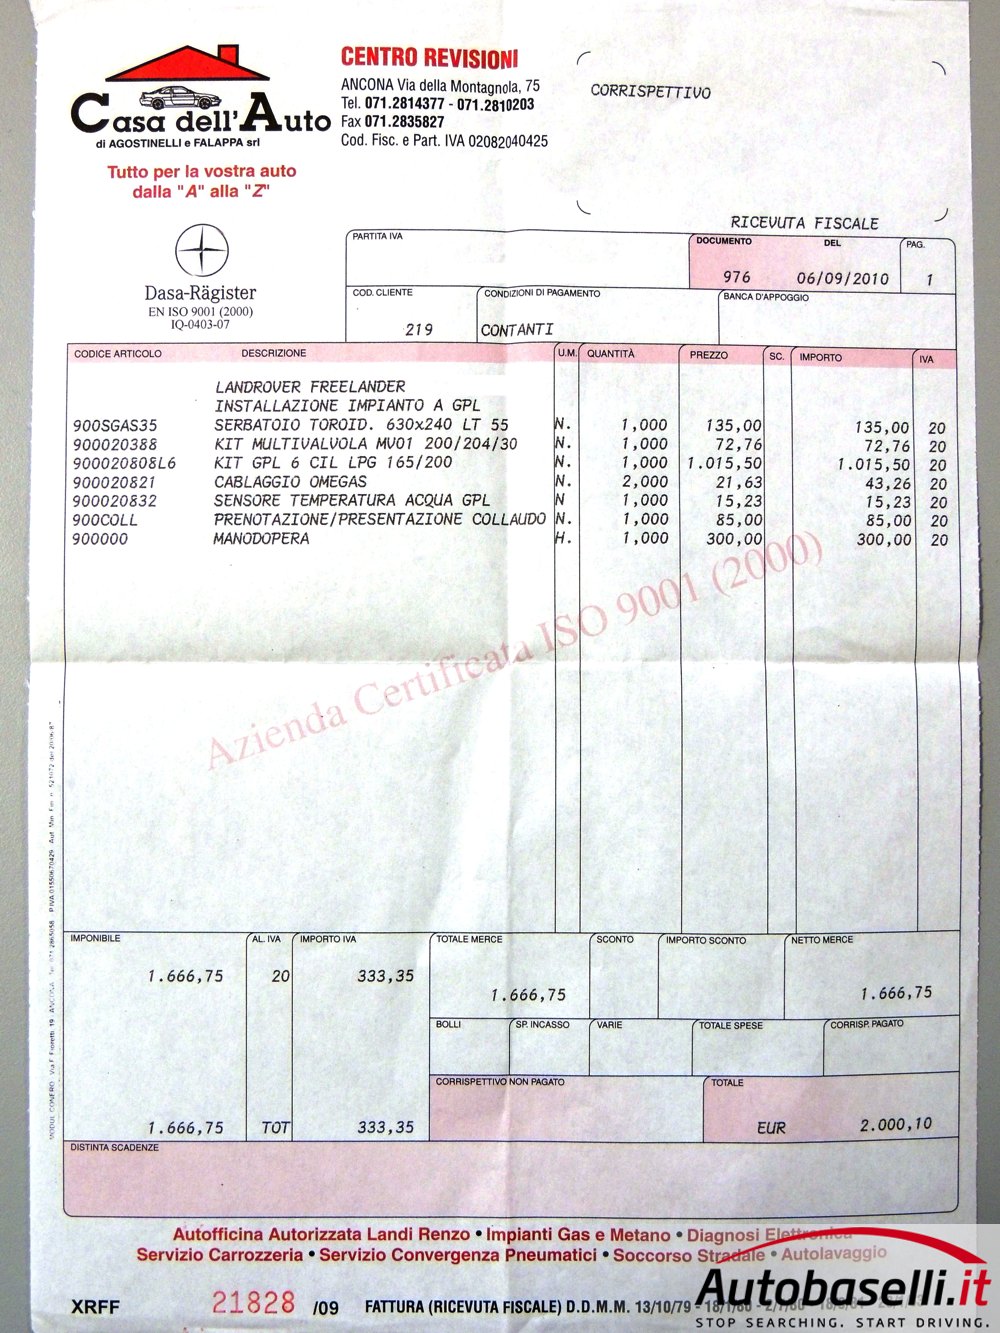 Casa dell'Auto
di AGOSTINELLI e FALAPPA srl
Tutto per la vostra auto
dalla "A" alla "Z"
CENTRO REVISIONI
ANCONA Via della Montagnola, 75
Tel. 071.2814377 - 071.2810203
Fax 071.2835827
Cod. Fisc. e Part. IVA 02082040425
CORRISPETTIVO
RICEVUTA FISCALE
Dasa-Rägister
EN ISO 9001 (2000)
IQ-0403-07
PARTITA IVA DOCUMENTO DEL PAG.
976 06/09/2010 1
COD. CLIENTE CONDIZIONI DI PAGAMENTO BANCA D'APPOGGIO
219 CONTANTI
CODICE ARTICOLO DESCRIZIONE U.M. QUANTITÀ PREZZO SC. IMPORTO IVA
LANDROVER FREELANDER
INSTALLAZIONE IMPIANTO A GPL
900SGAS35 SERBATOIO TOROID. 630x240 LT 55 N. 1,000 135,00 135,00 20
900020388 KIT MULTIVALVOLA MV01 200/204/30 N. 1,000 72,76 72,76 20
900020808L6 KIT GPL 6 CIL LPG 165/200 N. 1,000 1.015,50 1.015,50 20
900020821 CABLAGGIO OMEGAS N. 2,000 21,63 43,26 20
900020832 SENSORE TEMPERATURA ACQUA GPL N 1,000 15,23 15,23 20
900COLL PRENOTAZIONE/PRESENTAZIONE COLLAUDO N. 1,000 85,00 85,00 20
900000 MANODOPERA H. 1,000 300,00 300,00 20
Azienda Certificata ISO 9001 (2000)
IMPONIBILE AL. IVA IMPORTO IVA TOTALE MERCE SCONTO IMPORTO SCONTO NETTO MERCE
1.666,75 20 333,35 1.666,75 1.666,75
BOLLI SP. INCASSO VARIE TOTALE SPESE CORRISP. PAGATO
CORRISPETTIVO NON PAGATO TOTALE
1.666,75 TOT 333,35 EUR 2.000,10
DISTINTA SCADENZE
Autofficina Autorizzata Landi Renzo • Impianti Gas e Metano • Diagnosi Elettronica
Servizio Carrozzeria • Servizio Convergenza Pneumatici • Soccorso Stradale • Autolavaggio
XRFF 21828 /09 FATTURA (RICEVUTA FISCALE) D.D.M.M. 13/10/79
Autobaselli.it
STOP SEARCHING. START DRIVING.